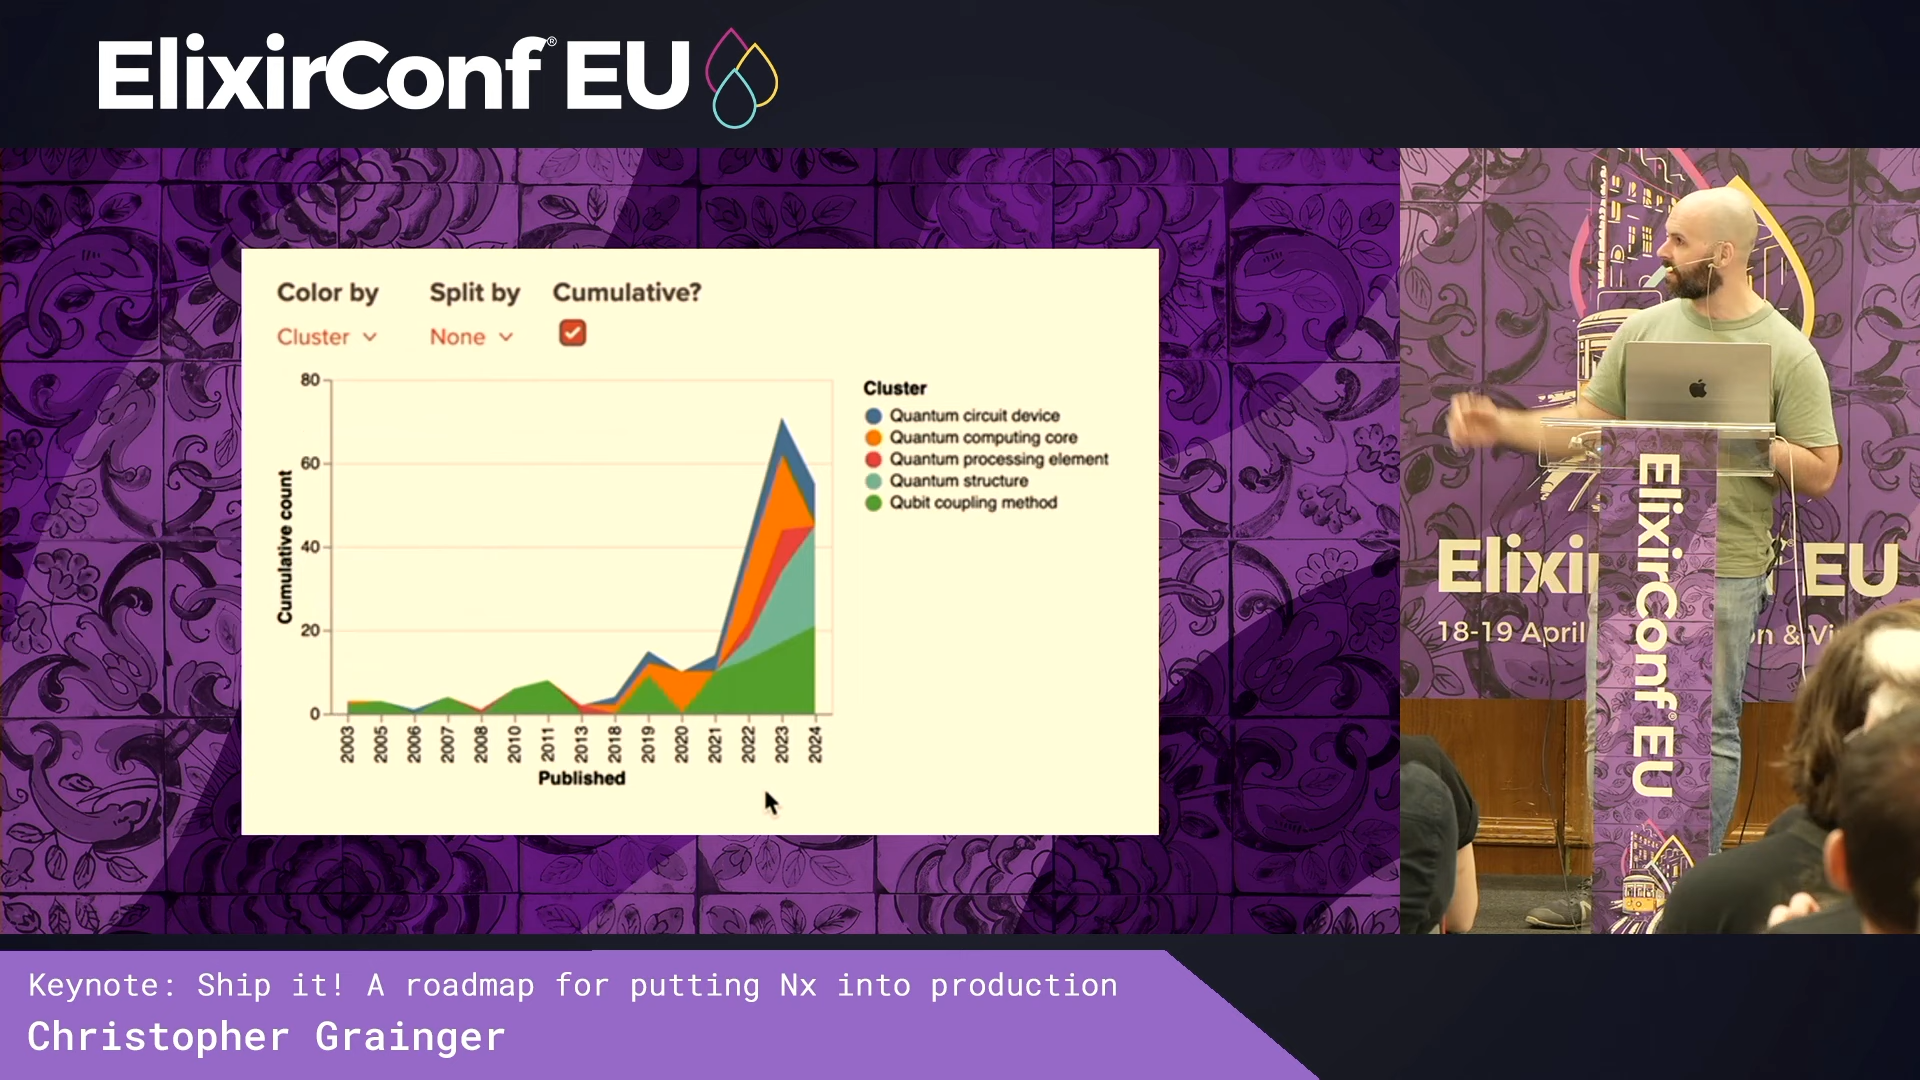 ElixirConf® EU
Color by
Split by
Cumulative?
Cluster
None
80
60
40
20
0
Cumulative count
2003
2005
2006
2007
2008
2010
2011
2013
2018
2019
2020
2021
2022
2023
2024
Published
Cluster
Quantum circuit device
Quantum computing core
Quantum processing element
Quantum structure
Qubit coupling method
Elixi
EU
18-19 April
n & Vi
ElixirConf® EU
Keynote: Ship it! A roadmap for putting Nx into production
Christopher Grainger